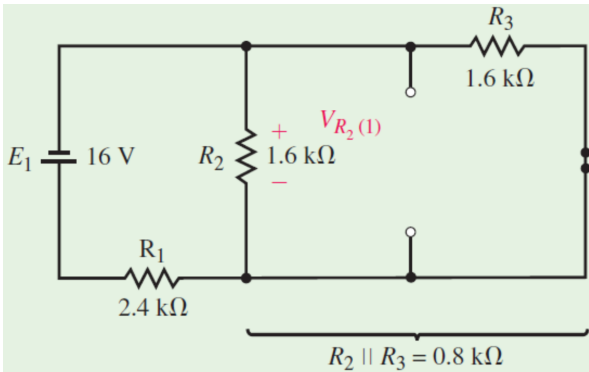 R₃
1.6 kΩ
+ V_R₂ (1)
E₁ 16 V R₂ 1.6 kΩ
−
R₁
2.4 kΩ
R₂ || R₃ = 0.8 kΩ